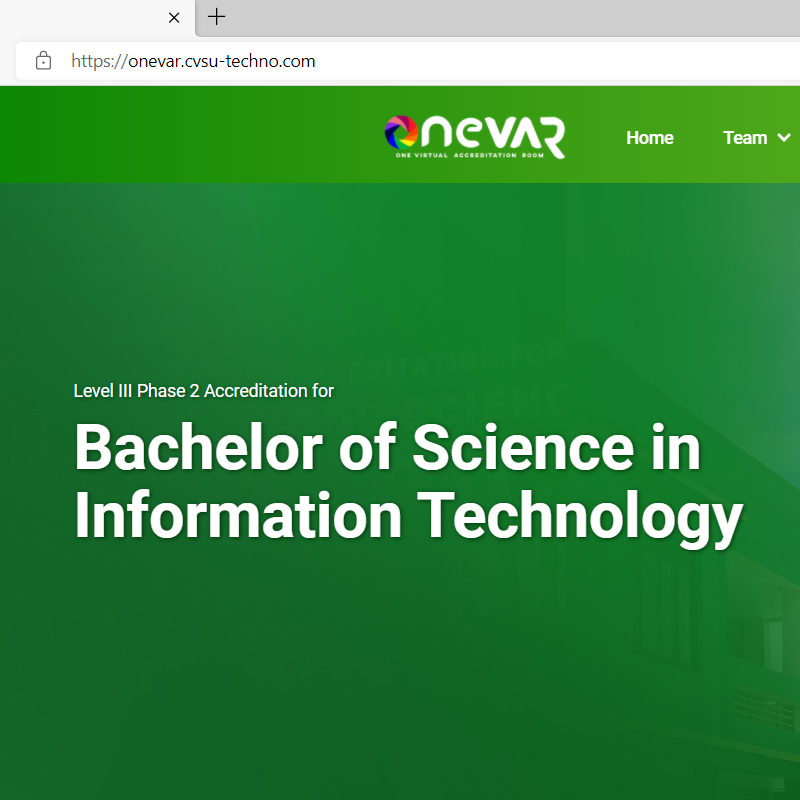 https://onevar.cvsu-techno.com
ONEVAR
ONE VIRTUAL ACCREDITATION ROOM
Home
Team
Level III Phase 2 Accreditation for
Bachelor of Science in
Information Technology